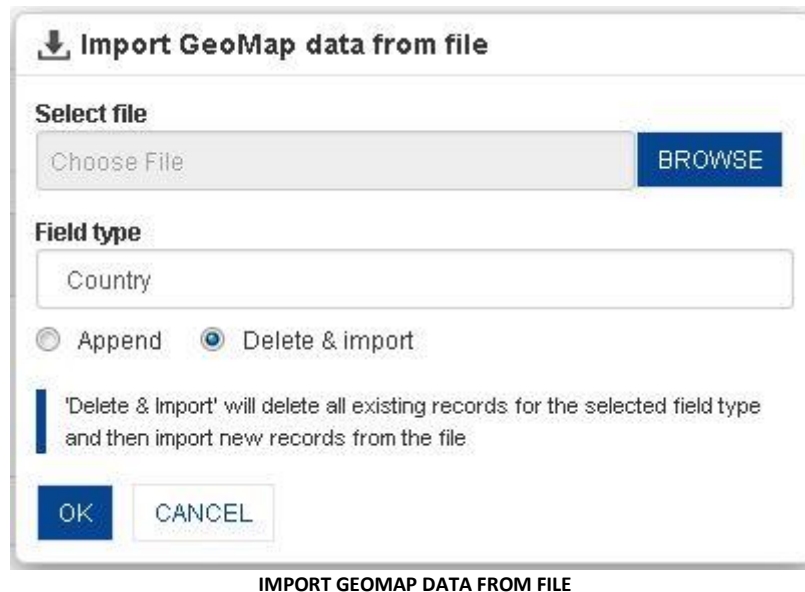 Import GeoMap data from file
Select file
Choose File
BROWSE
Field type
Country
Append
Delete & import
'Delete & Import' will delete all existing records for the selected field type
and then import new records from the file
OK
CANCEL
IMPORT GEOMAP DATA FROM FILE